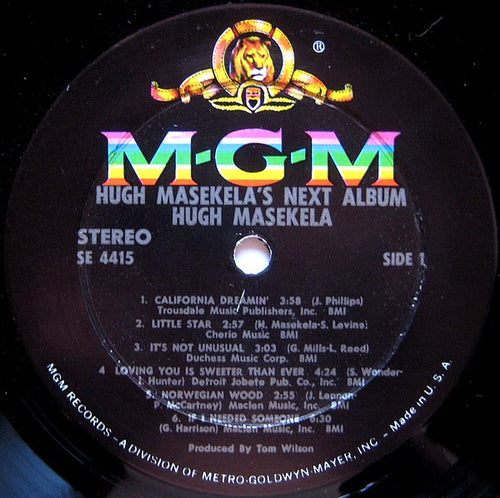 ®
M-G-M
HUGH MASEKELA'S NEXT ALBUM
HUGH MASEKELA
STEREO
SE 4415
SIDE 1
1. CALIFORNIA DREAMIN' 3:58 (J. Phillips)
Trousdale Music Publishers, Inc. BMI
2. LITTLE STAR 2:57 (H. Masekela-S. Levine)
Cherio Music BMI
3. IT'S NOT UNUSUAL 3:03 (G. Mills-L. Reed)
Duchess Music Corp. BMI
4 LOVING YOU IS SWEETER THAN EVER 4:24 (S. Wonder-
J. Hunter) Detroit Jobete Pub. Co., Inc. BMI
5. NORWEGIAN WOOD 2:55 (J. Lennon-
P. McCartney) Maclen Music, Inc. BMI
6. IF I NEEDED SOMEONE 6:30
(G. Harrison) Maclen Music, Inc. BMI
Produced By Tom Wilson
MGM RECORDS - A DIVISION OF METRO-GOLDWYN-MAYER, INC. - Made in U.S.A.